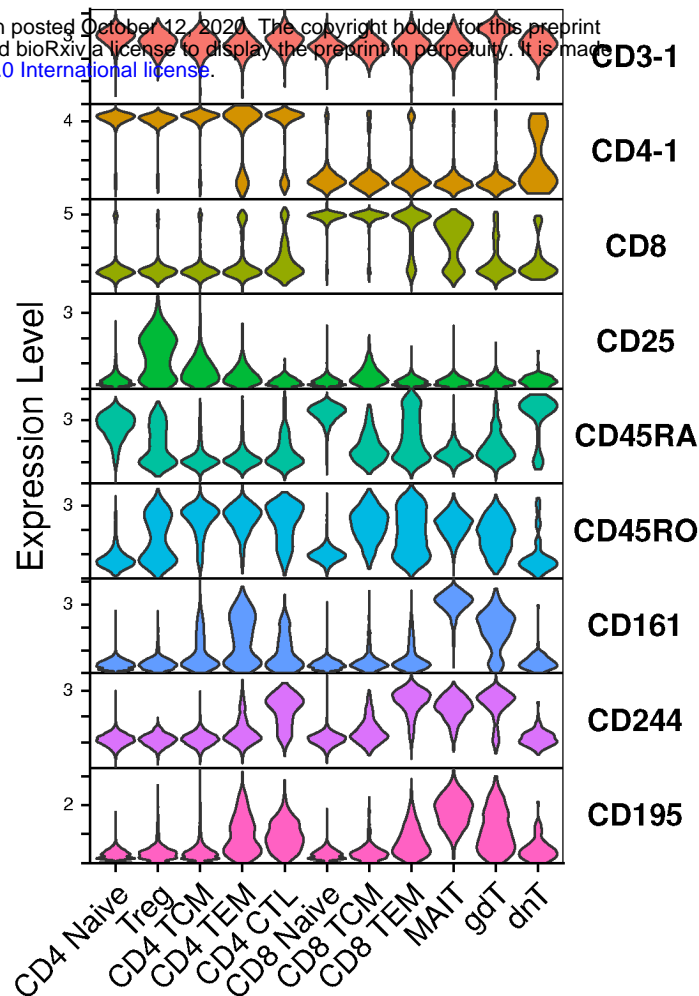 n posted October 12, 2020. The copyright holder for this preprint
d bioRxiv a license to display the preprint in perpetuity. It is made
.0 International license.
3
CD3-1
4
CD4-1
5
CD8
3
CD25
3
CD45RA
3
CD45RO
3
CD161
3
CD244
2
CD195
Expression Level
CD4 Naive
Treg
CD4 TCM
CD4 TEM
CD4 CTL
CD8 Naive
CD8 TCM
CD8 TEM
MAIT
gdT
dnT